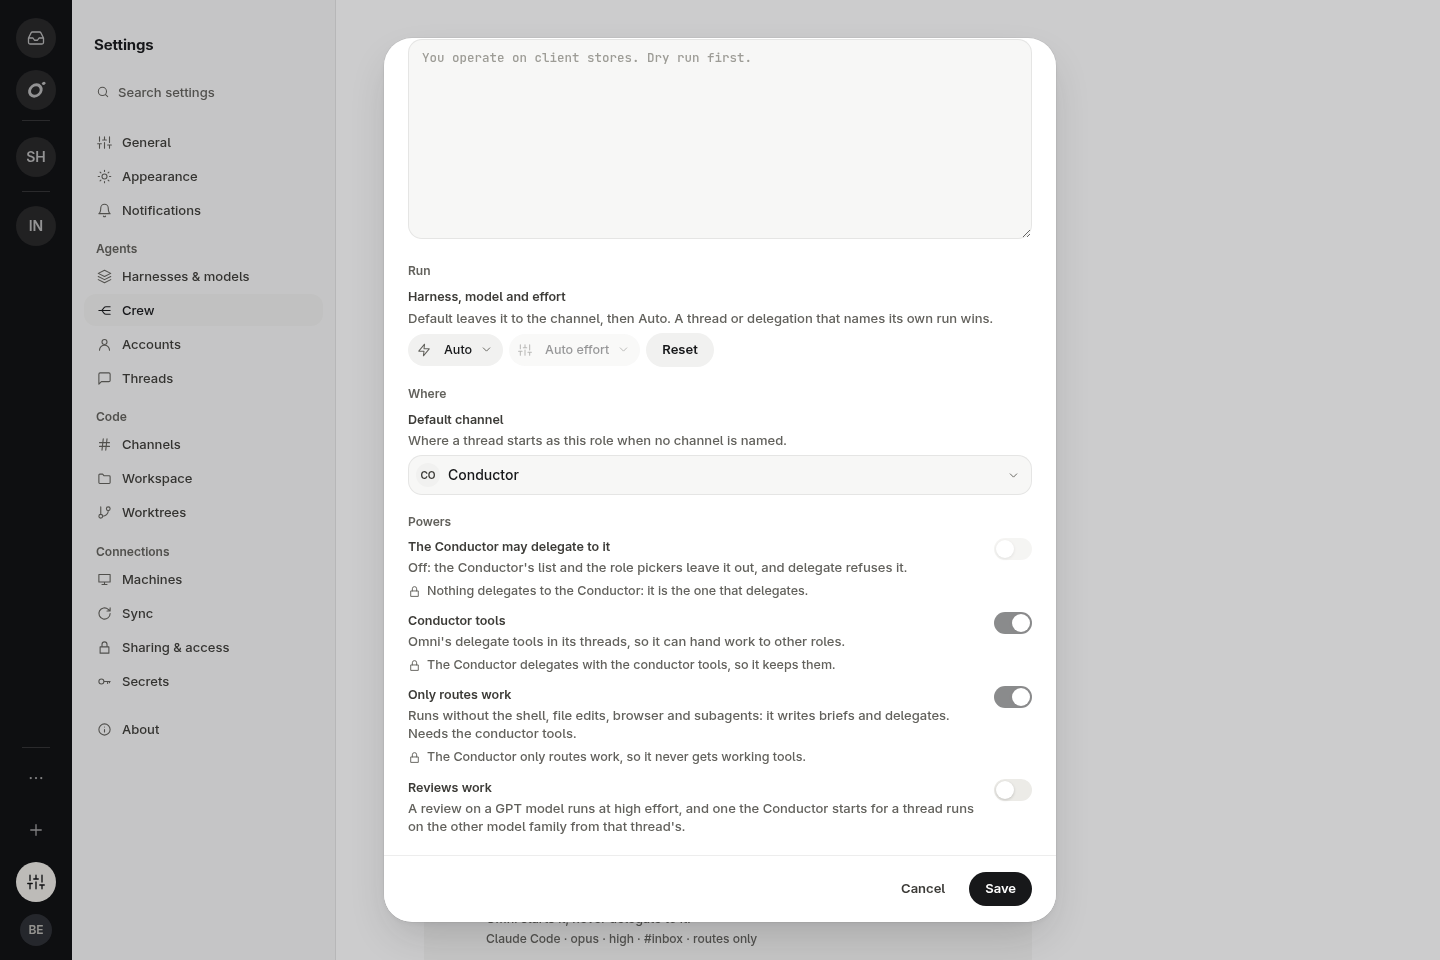 SH
IN
BE
Settings
Search settings
General
Appearance
Notifications
Agents
Harnesses & models
Crew
Accounts
Threads
Code
Channels
Workspace
Worktrees
Connections
Machines
Sync
Sharing & access
Secrets
About
You operate on client stores. Dry run first.
Run
Harness, model and effort
Default leaves it to the channel, then Auto. A thread or delegation that names its own run wins.
Auto
Auto effort
Reset
Where
Default channel
Where a thread starts as this role when no channel is named.
CO Conductor
Powers
The Conductor may delegate to it
Off: the Conductor's list and the role pickers leave it out, and delegate refuses it.
Nothing delegates to the Conductor: it is the one that delegates.
Conductor tools
Omni's delegate tools in its threads, so it can hand work to other roles.
The Conductor delegates with the conductor tools, so it keeps them.
Only routes work
Runs without the shell, file edits, browser and subagents: it writes briefs and delegates.
Needs the conductor tools.
The Conductor only routes work, so it never gets working tools.
Reviews work
A review on a GPT model runs at high effort, and one the Conductor starts for a thread runs
on the other model family from that thread's.
Cancel
Save
Claude Code · opus · high · #inbox · routes only